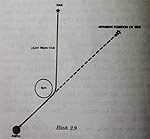 STAR
APPARENT POSITION OF STAR
LIGHT FROM STAR
SUN
EARTH
Hình 2.9